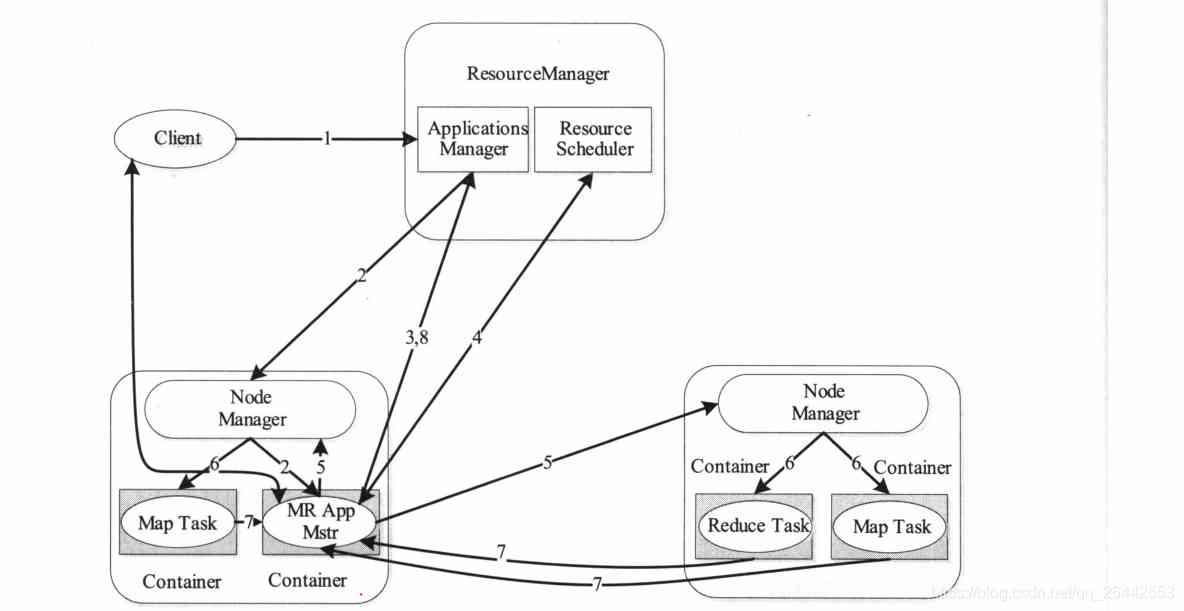 ResourceManager
Client
1
Applications
Manager
Resource
Scheduler
2
3,8
4
Node
Manager
6
2
5
Map Task
7
MR App
Mstr
Container
Container
5
Node
Manager
Container
6
6
Container
Reduce Task
Map Task
7
7
https://blog.csdn.net/qq_26442553